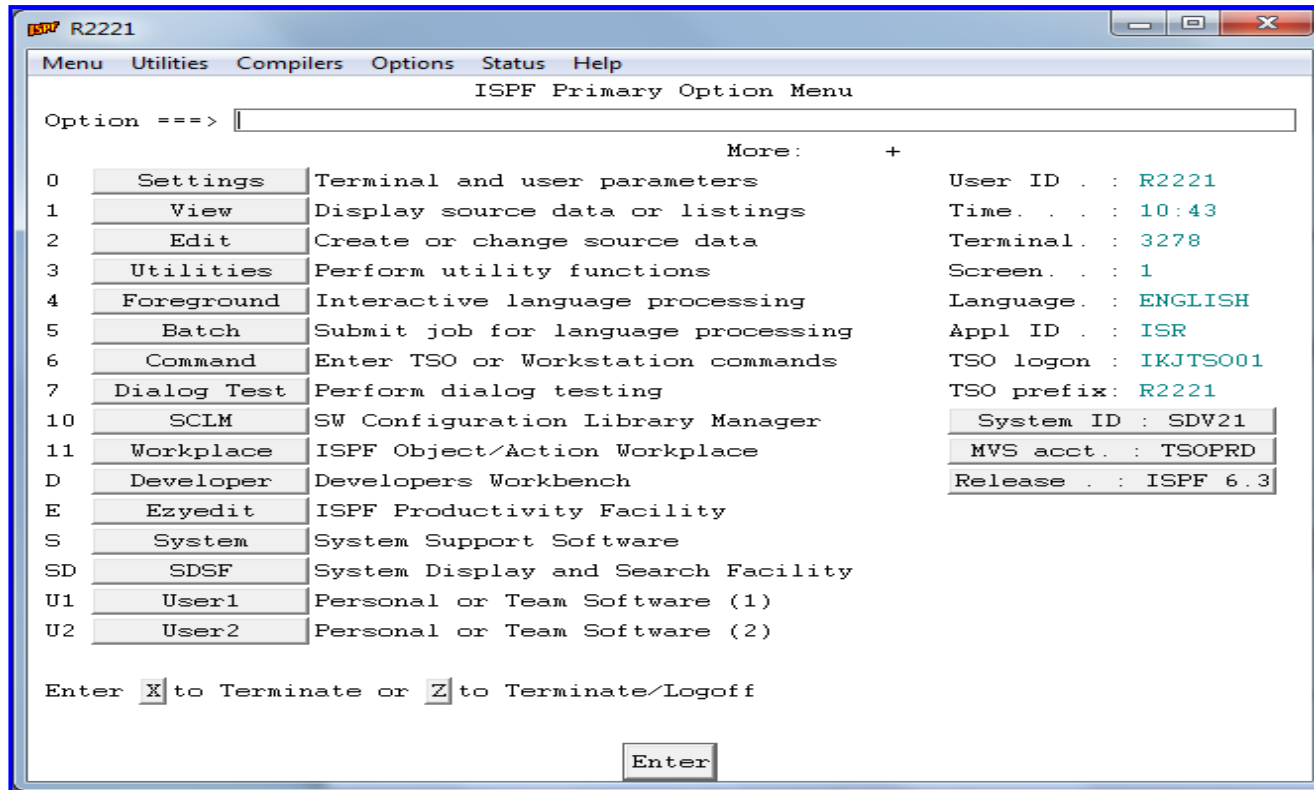 ISPF R2221
Menu Utilities Compilers Options Status Help
ISPF Primary Option Menu
Option ===>
More: +
0 Settings Terminal and user parameters User ID . : R2221
1 View Display source data or listings Time. . . : 10:43
2 Edit Create or change source data Terminal. : 3278
3 Utilities Perform utility functions Screen. . : 1
4 Foreground Interactive language processing Language. : ENGLISH
5 Batch Submit job for language processing Appl ID . : ISR
6 Command Enter TSO or Workstation commands TSO logon : IKJTSO01
7 Dialog Test Perform dialog testing TSO prefix: R2221
10 SCLM SW Configuration Library Manager System ID : SDV21
11 Workplace ISPF Object/Action Workplace MVS acct. : TSOPRD
D Developer Developers Workbench Release . : ISPF 6.3
E Ezyedit ISPF Productivity Facility
S System System Support Software
SD SDSF System Display and Search Facility
U1 User1 Personal or Team Software (1)
U2 User2 Personal or Team Software (2)
Enter X to Terminate or Z to Terminate/Logoff
Enter